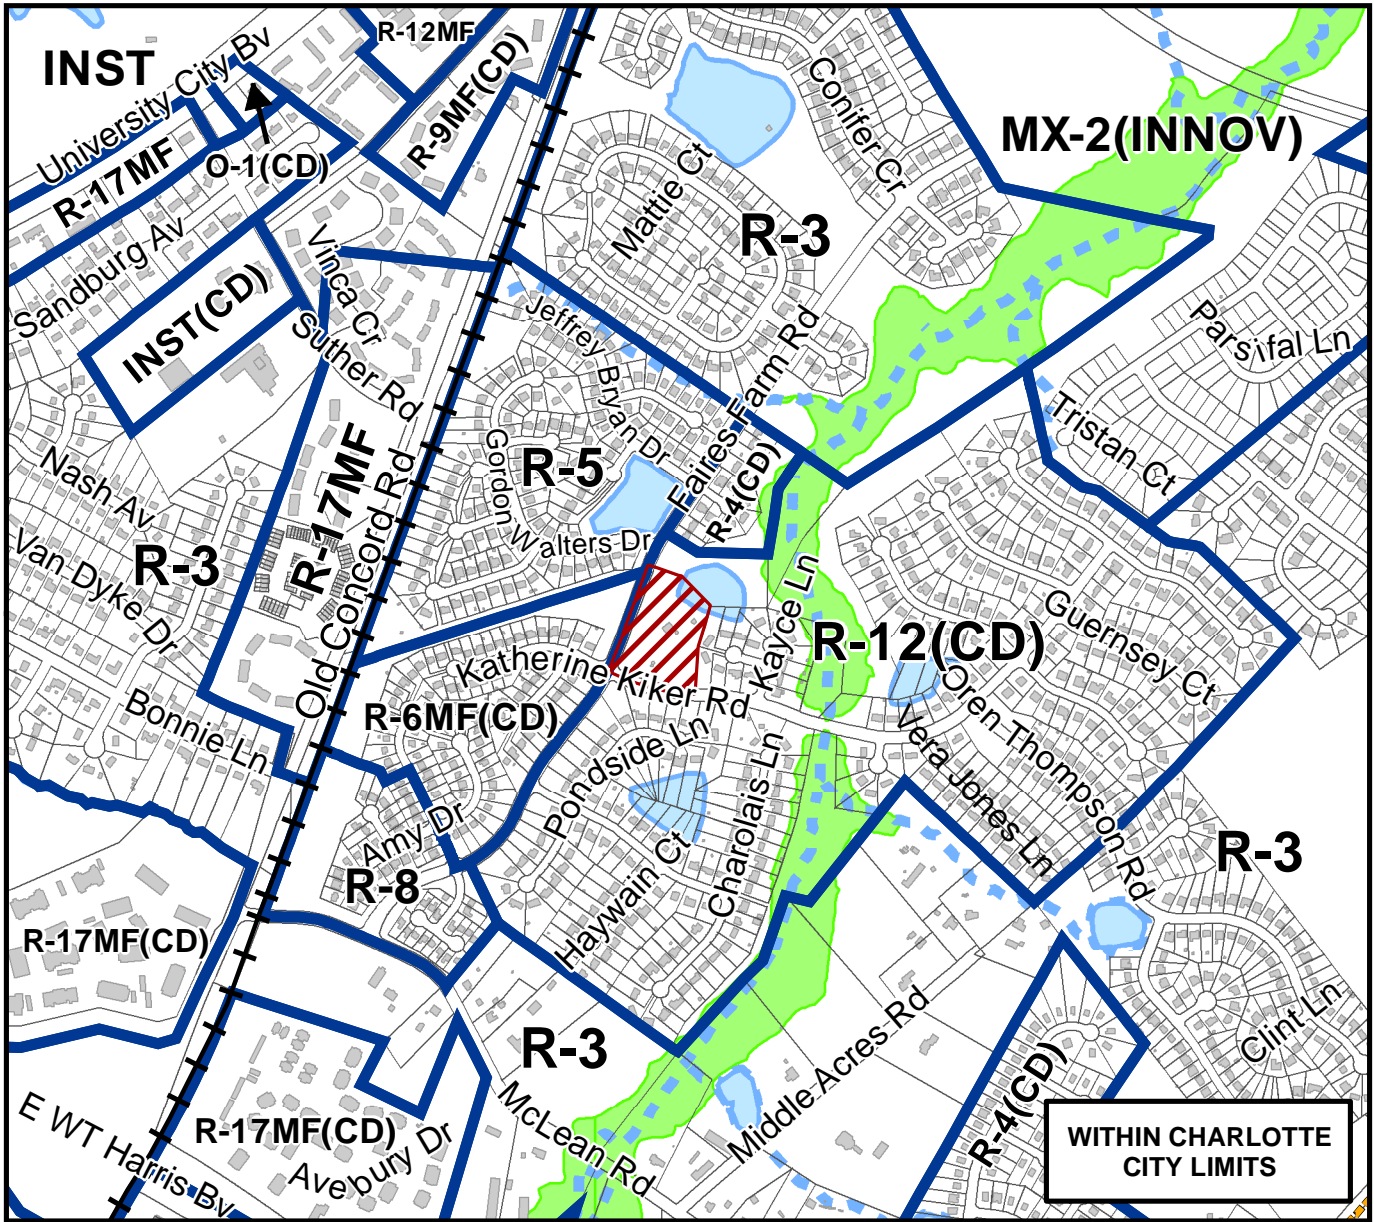 INST
University City Bv
R-12MF
R-9MF(CD)
R-17MF
O-1(CD)
Sandburg Av
INST(CD)
Vinca Cr
Suther Rd
Mattie Ct
Conifer Cr
R-3
MX-2(INNOV)
Parsifal Ln
Tristan Ct
Jeffrey Bryan Dr
Faires Farm Rd
R-4(CD)
Gordon Walters Dr
R-5
R-17MF
Old Concord Rd
Nash Av
R-3
Van Dyke Dr
Bonnie Ln
Katherine Kiker Rd
Kayce Ln
R-12(CD)
Guernsey Ct
Oren Thompson Rd
Vera Jones Ln
R-6MF(CD)
Pondside Ln
Charolais Ln
Haywain Ct
Amy Dr
R-8
R-3
R-17MF(CD)
R-3
McLean Rd
Middle Acres Rd
Clint Ln
R-4(CD)
R-17MF(CD)
Avebury Dr
E WT Harris Bv
WITHIN CHARLOTTE
CITY LIMITS